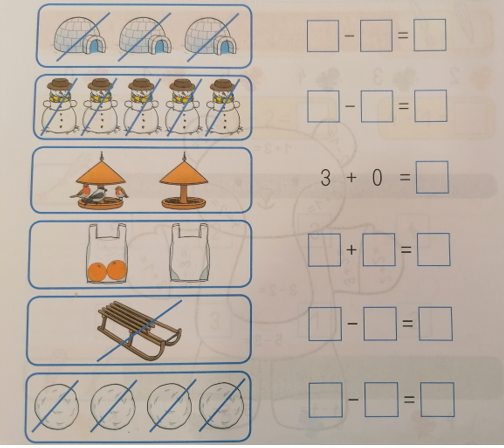 □ - □ = □
□ - □ = □
3 + 0 = □
□ + □ = □
□ - □ = □
□ - □ = □